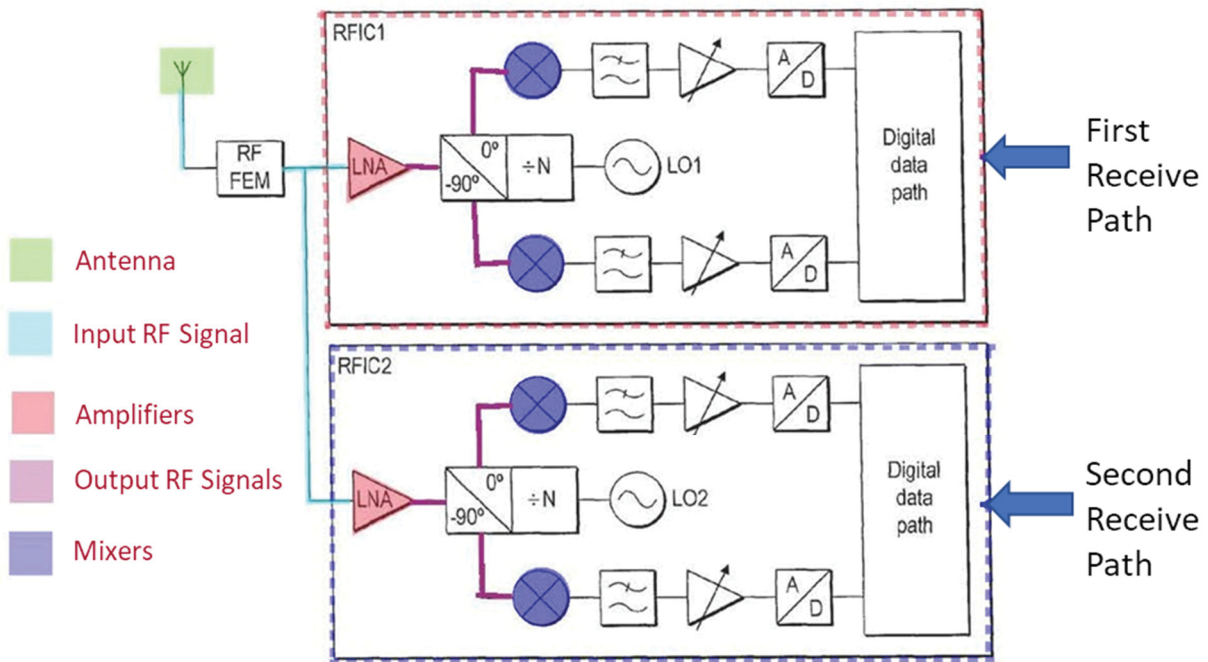 RFIC1
RF
FEM
LNA
0º
-90º
÷N
LO1
A
D
A
D
Digital
data
path
First
Receive
Path
Antenna
Input RF Signal
Amplifiers
Output RF Signals
Mixers
RFIC2
LNA
0º
-90º
÷N
LO2
A
D
A
D
Digital
data
path
Second
Receive
Path